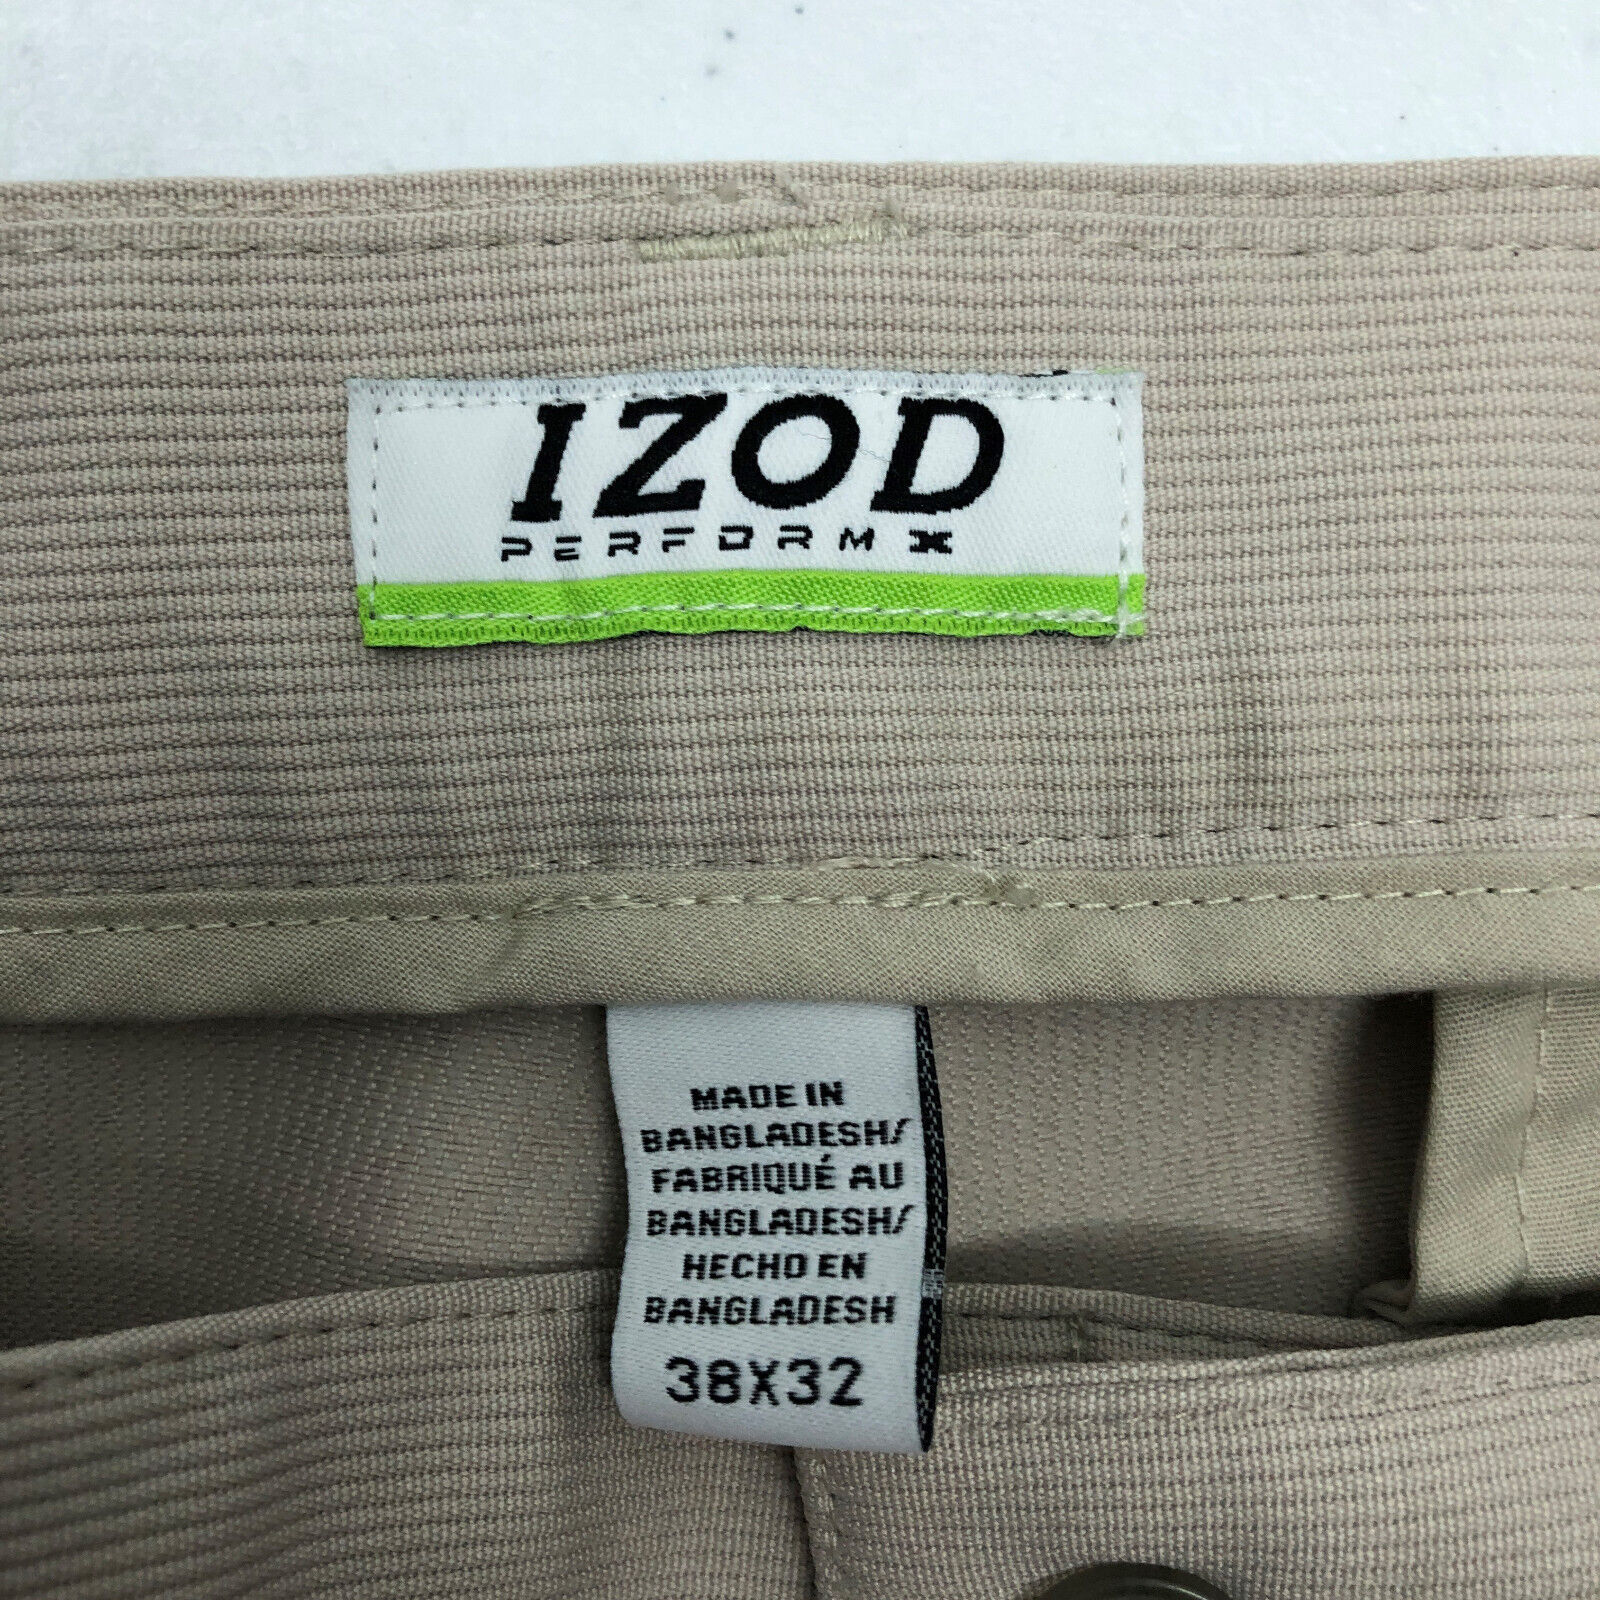 IZOD
PERFORM X
MADE IN
BANGLADESH/
FABRIQUÉ AU
BANGLADESH/
HECHO EN
BANGLADESH
38X32